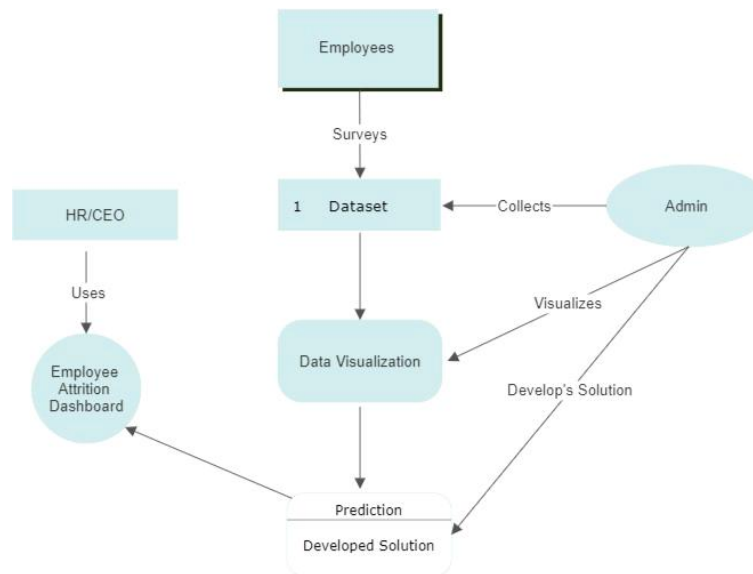 Employees
Surveys
1 Dataset
Collects
Admin
HR/CEO
Uses
Visualizes
Employee
Attrition
Dashboard
Data Visualization
Develop's Solution
Prediction
Developed Solution